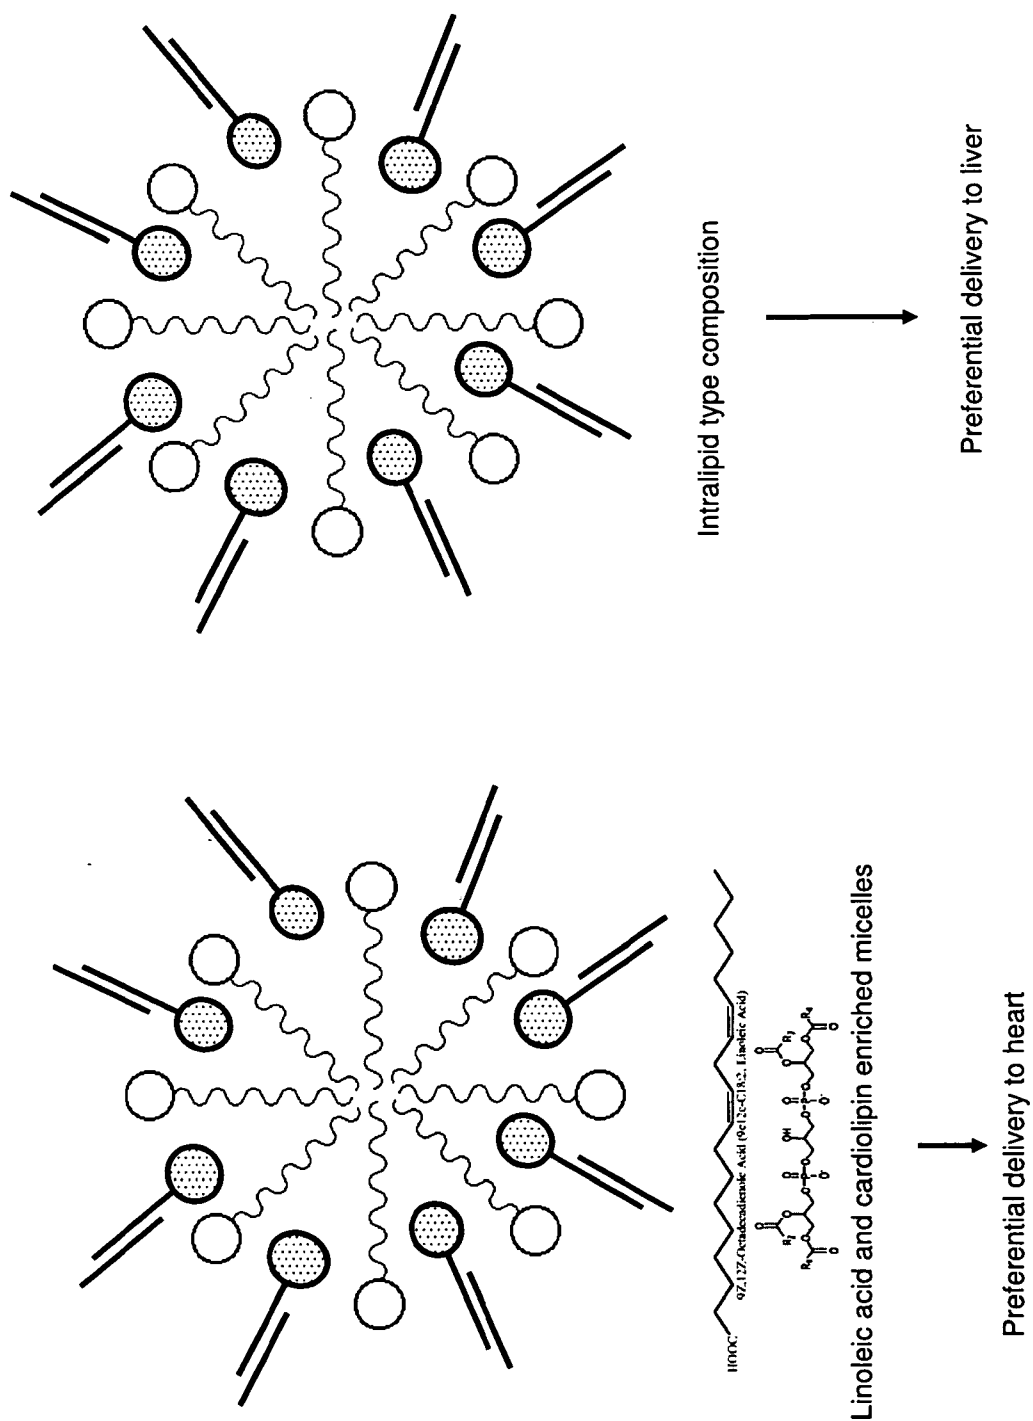 HOOC
9Z,12Z-Octadecadienoic Acid (9c12c-C18:2, Linoleic Acid)
Linoleic acid and cardiolipin enriched micelles
Preferential delivery to heart
Intralipid type composition
Preferential delivery to liver